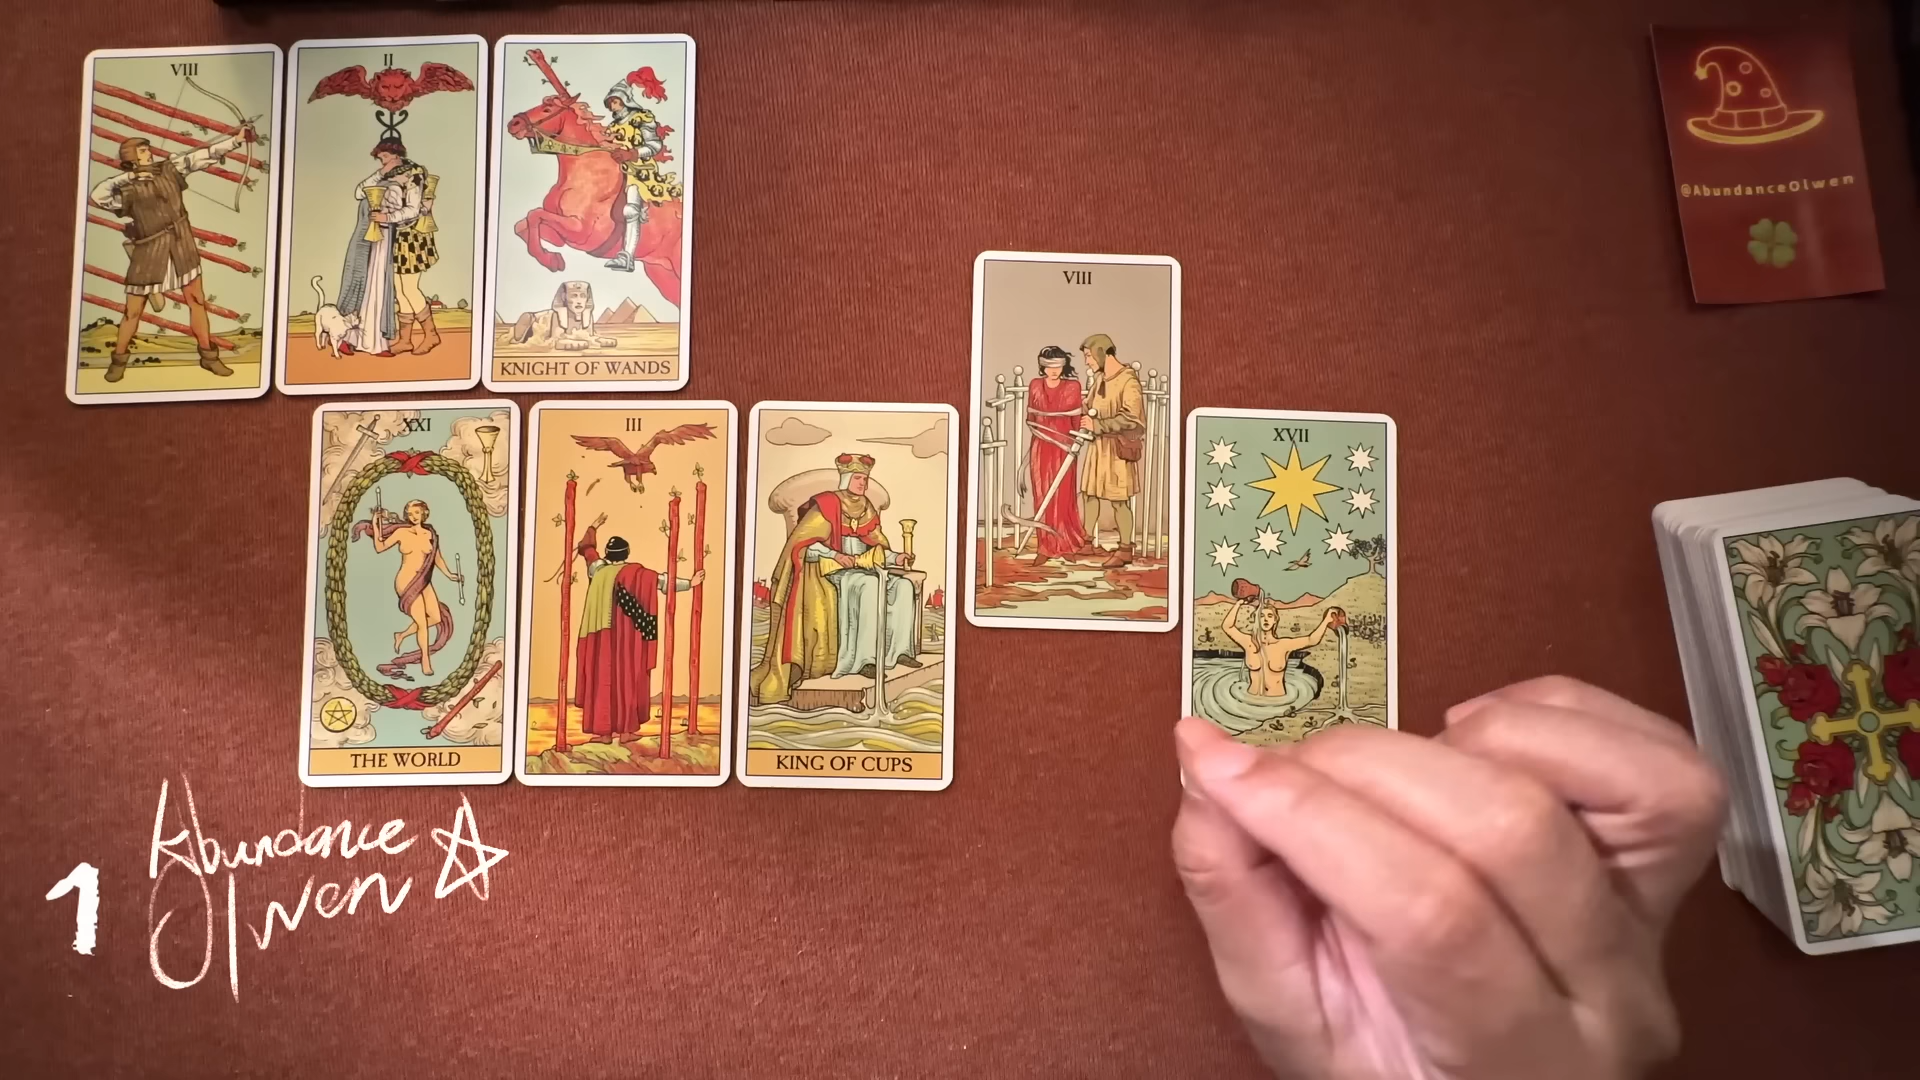 VIII
II
KNIGHT OF WANDS
@AbundanceOlwen
VIII
XXI
THE WORLD
III
KING OF CUPS
XVII
1
Abundance
Olwen